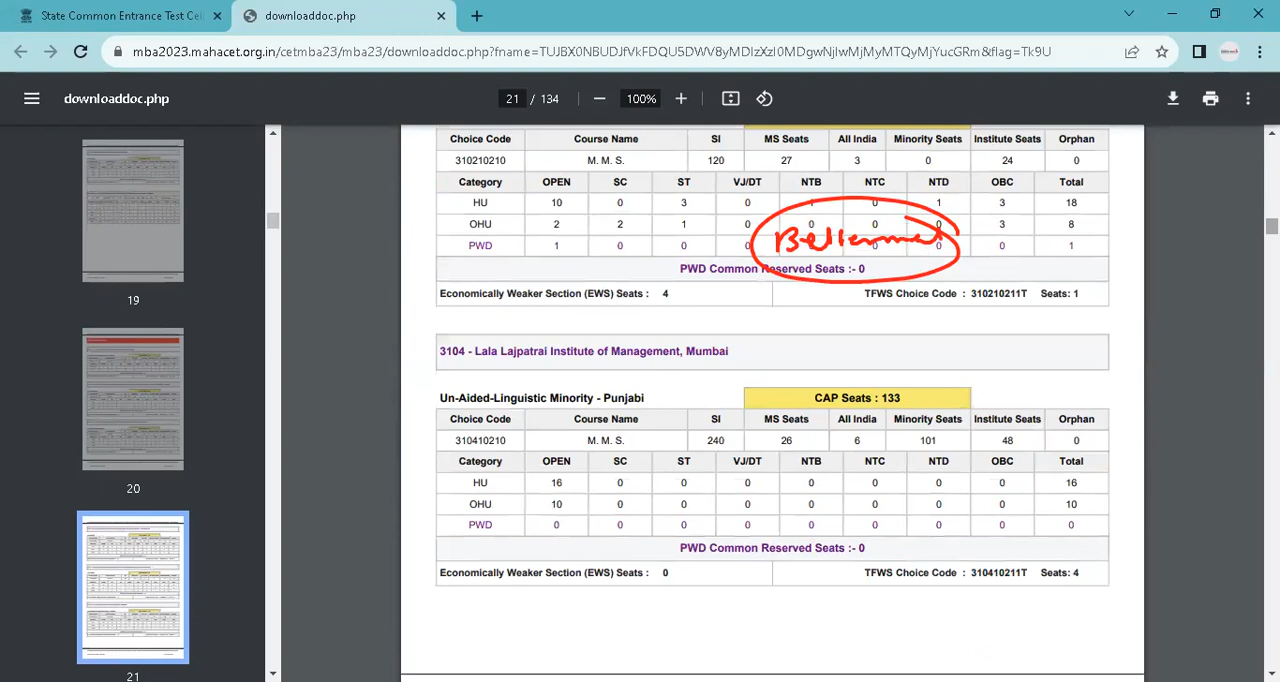 State Common Entrance Test Cel
downloaddoc.php
mba2023.mahacet.org.in/cetmba23/mba23/downloaddoc.php?fname=
downloaddoc.php
21 / 134
100%
19
20
21
Choice Code Course Name SI MS Seats All India Minority Seats Institute Seats Orphan
310210210 M. M. S. 120 27 3 0 24 0
Category OPEN SC ST VJ/DT NTB NTC NTD OBC Total
HU 10 0 3 0 1 0 1 3 18
OHU 2 2 1 0 0 0 0 3 8
PWD 1 0 0 0 0 0 0 1
PWD Common Reserved Seats :- 0
Economically Weaker Section (EWS) Seats : 4 TFWS Choice Code : 310210211T Seats: 1
3104 - Lala Lajpatrai Institute of Management, Mumbai
Un-Aided-Linguistic Minority - Punjabi CAP Seats : 133
Choice Code Course Name SI MS Seats All India Minority Seats Institute Seats Orphan
310410210 M. M. S. 240 26 6 101 48 0
Category OPEN SC ST VJ/DT NTB NTC NTD OBC Total
HU 16 0 0 0 0 0 0 0 16
OHU 10 0 0 0 0 0 0 0 10
PWD 0 0 0 0 0 0 0 0 0
PWD Common Reserved Seats :- 0
Economically Weaker Section (EWS) Seats : 0 TFWS Choice Code : 310410211T Seats: 4